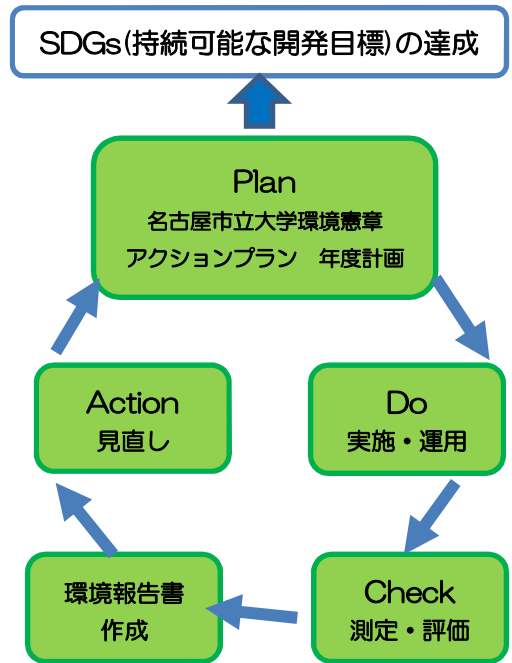 SDGs(持続可能な開発目標)の達成
Plan
名古屋市立大学環境憲章
アクションプラン　年度計画
Action
見直し
Do
実施・運用
環境報告書
作成
Check
測定・評価